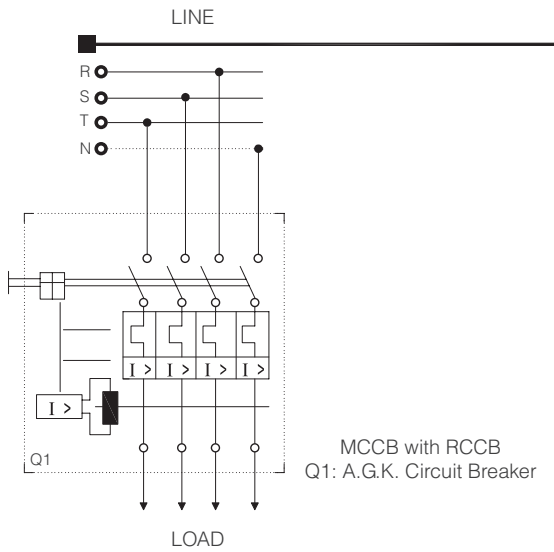 LINE
R
S
T
N
I > I > I > I >
I >
Q1
MCCB with RCCB
Q1: A.G.K. Circuit Breaker
LOAD